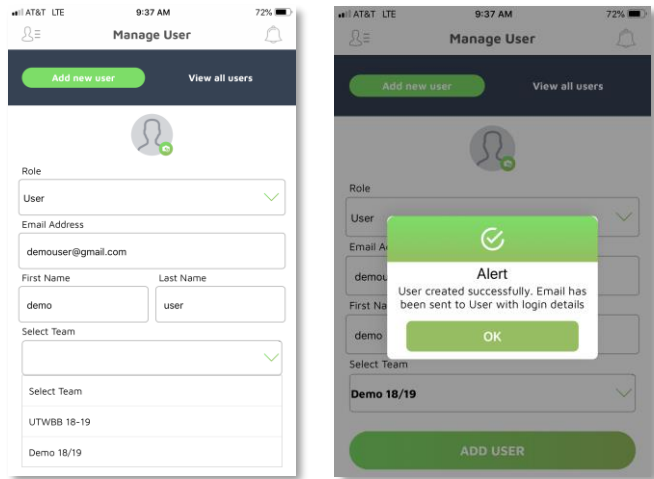 AT&T LTE 9:37 AM 72%
Manage User
Add new user View all users
Role
User
Email Address
demouser@gmail.com
First Name Last Name
demo user
Select Team
Select Team
UTWBB 18-19
Demo 18/19
AT&T LTE 9:37 AM 72%
Manage User
Add new user View all users
Role
User
Email A
demou
First Na
Alert
User created successfully. Email has
been sent to User with login details
OK
demo
Select Team
Demo 18/19
ADD USER